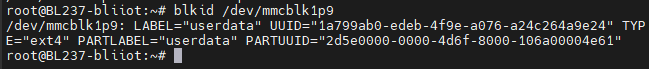 root@BL237-bliiot:~# blkid /dev/mmcblk1p9
/dev/mmcblk1p9: LABEL="userdata" UUID="1a799ab0-edeb-4f9e-a076-a24c264a9e24" TYP
E="ext4" PARTLABEL="userdata" PARTUUID="2d5e0000-0000-4d6f-8000-106a00004e61"
root@BL237-bliiot:~#